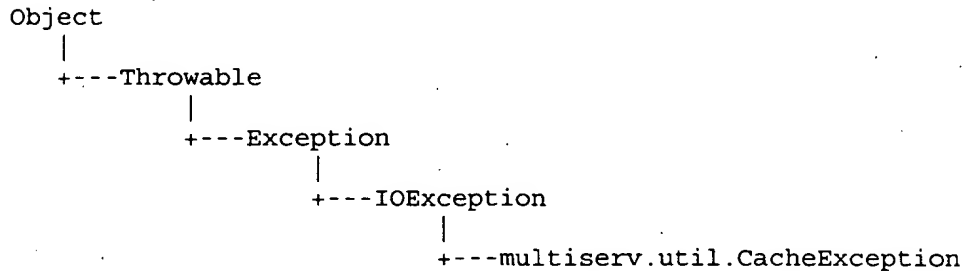 Object
|
+---Throwable
|
+---Exception
|
+---IOException
|
+---multiserv.util.CacheException